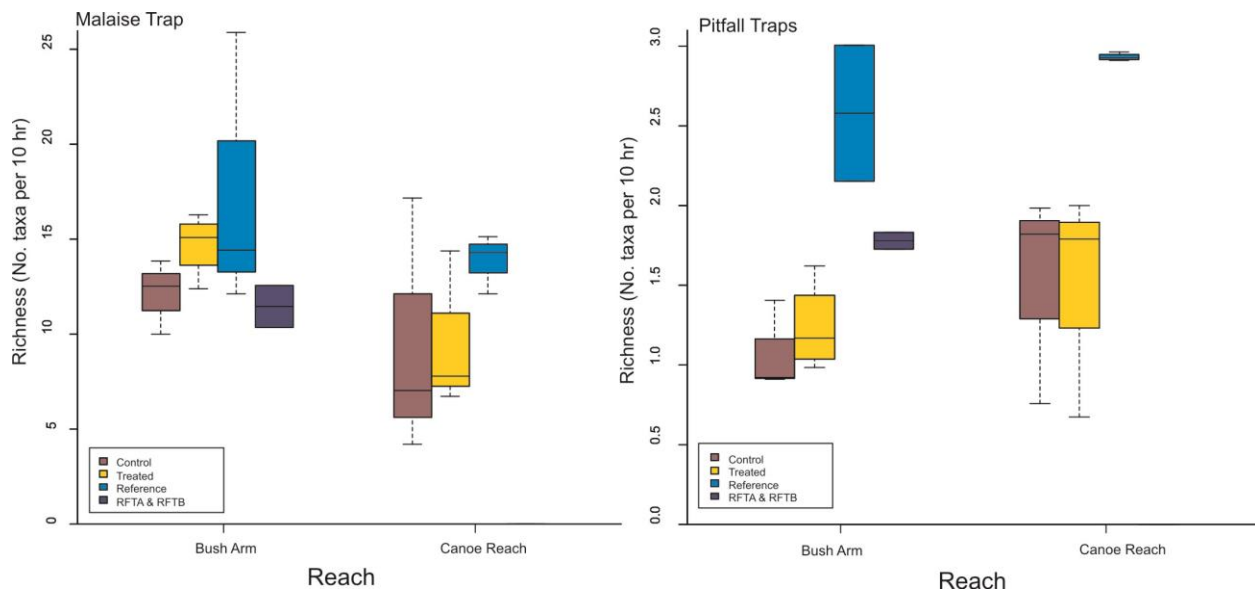 Malaise Trap
Richness (No. taxa per 10 hr)
25
20
15
10
5
0
Control
Treated
Reference
RFTA & RFTB
Bush Arm
Canoe Reach
Reach
Pitfall Traps
Richness (No. taxa per 10 hr)
3.0
2.5
2.0
1.5
1.0
0.5
0.0
Control
Treated
Reference
RFTA & RFTB
Bush Arm
Canoe Reach
Reach